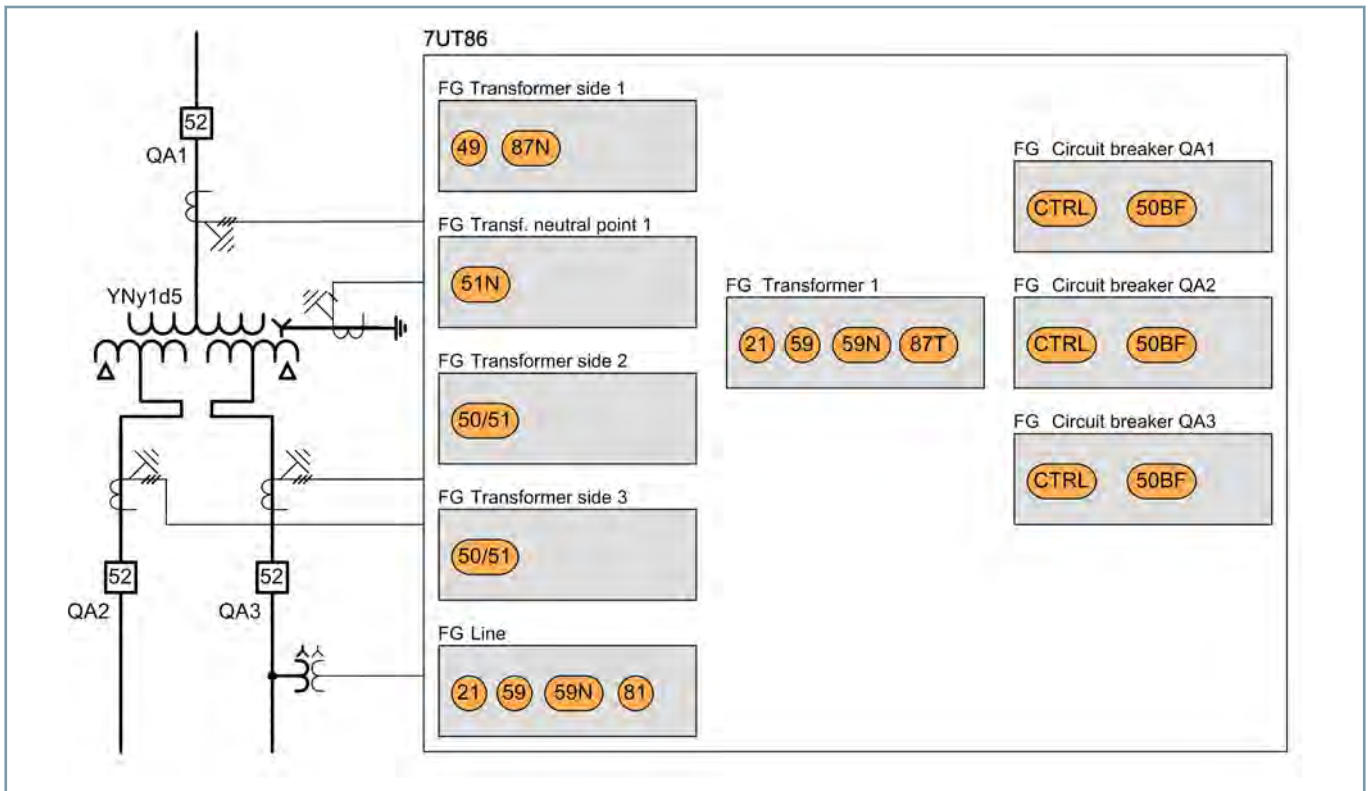 7UT86
52
QA1
YNy1d5
52
QA2
52
QA3
FG Transformer side 1
49 87N
FG Transf. neutral point 1
51N
FG Transformer side 2
50/51
FG Transformer side 3
50/51
FG Line
21 59 59N 81
FG Transformer 1
21 59 59N 87T
FG Circuit breaker QA1
CTRL 50BF
FG Circuit breaker QA2
CTRL 50BF
FG Circuit breaker QA3
CTRL 50BF